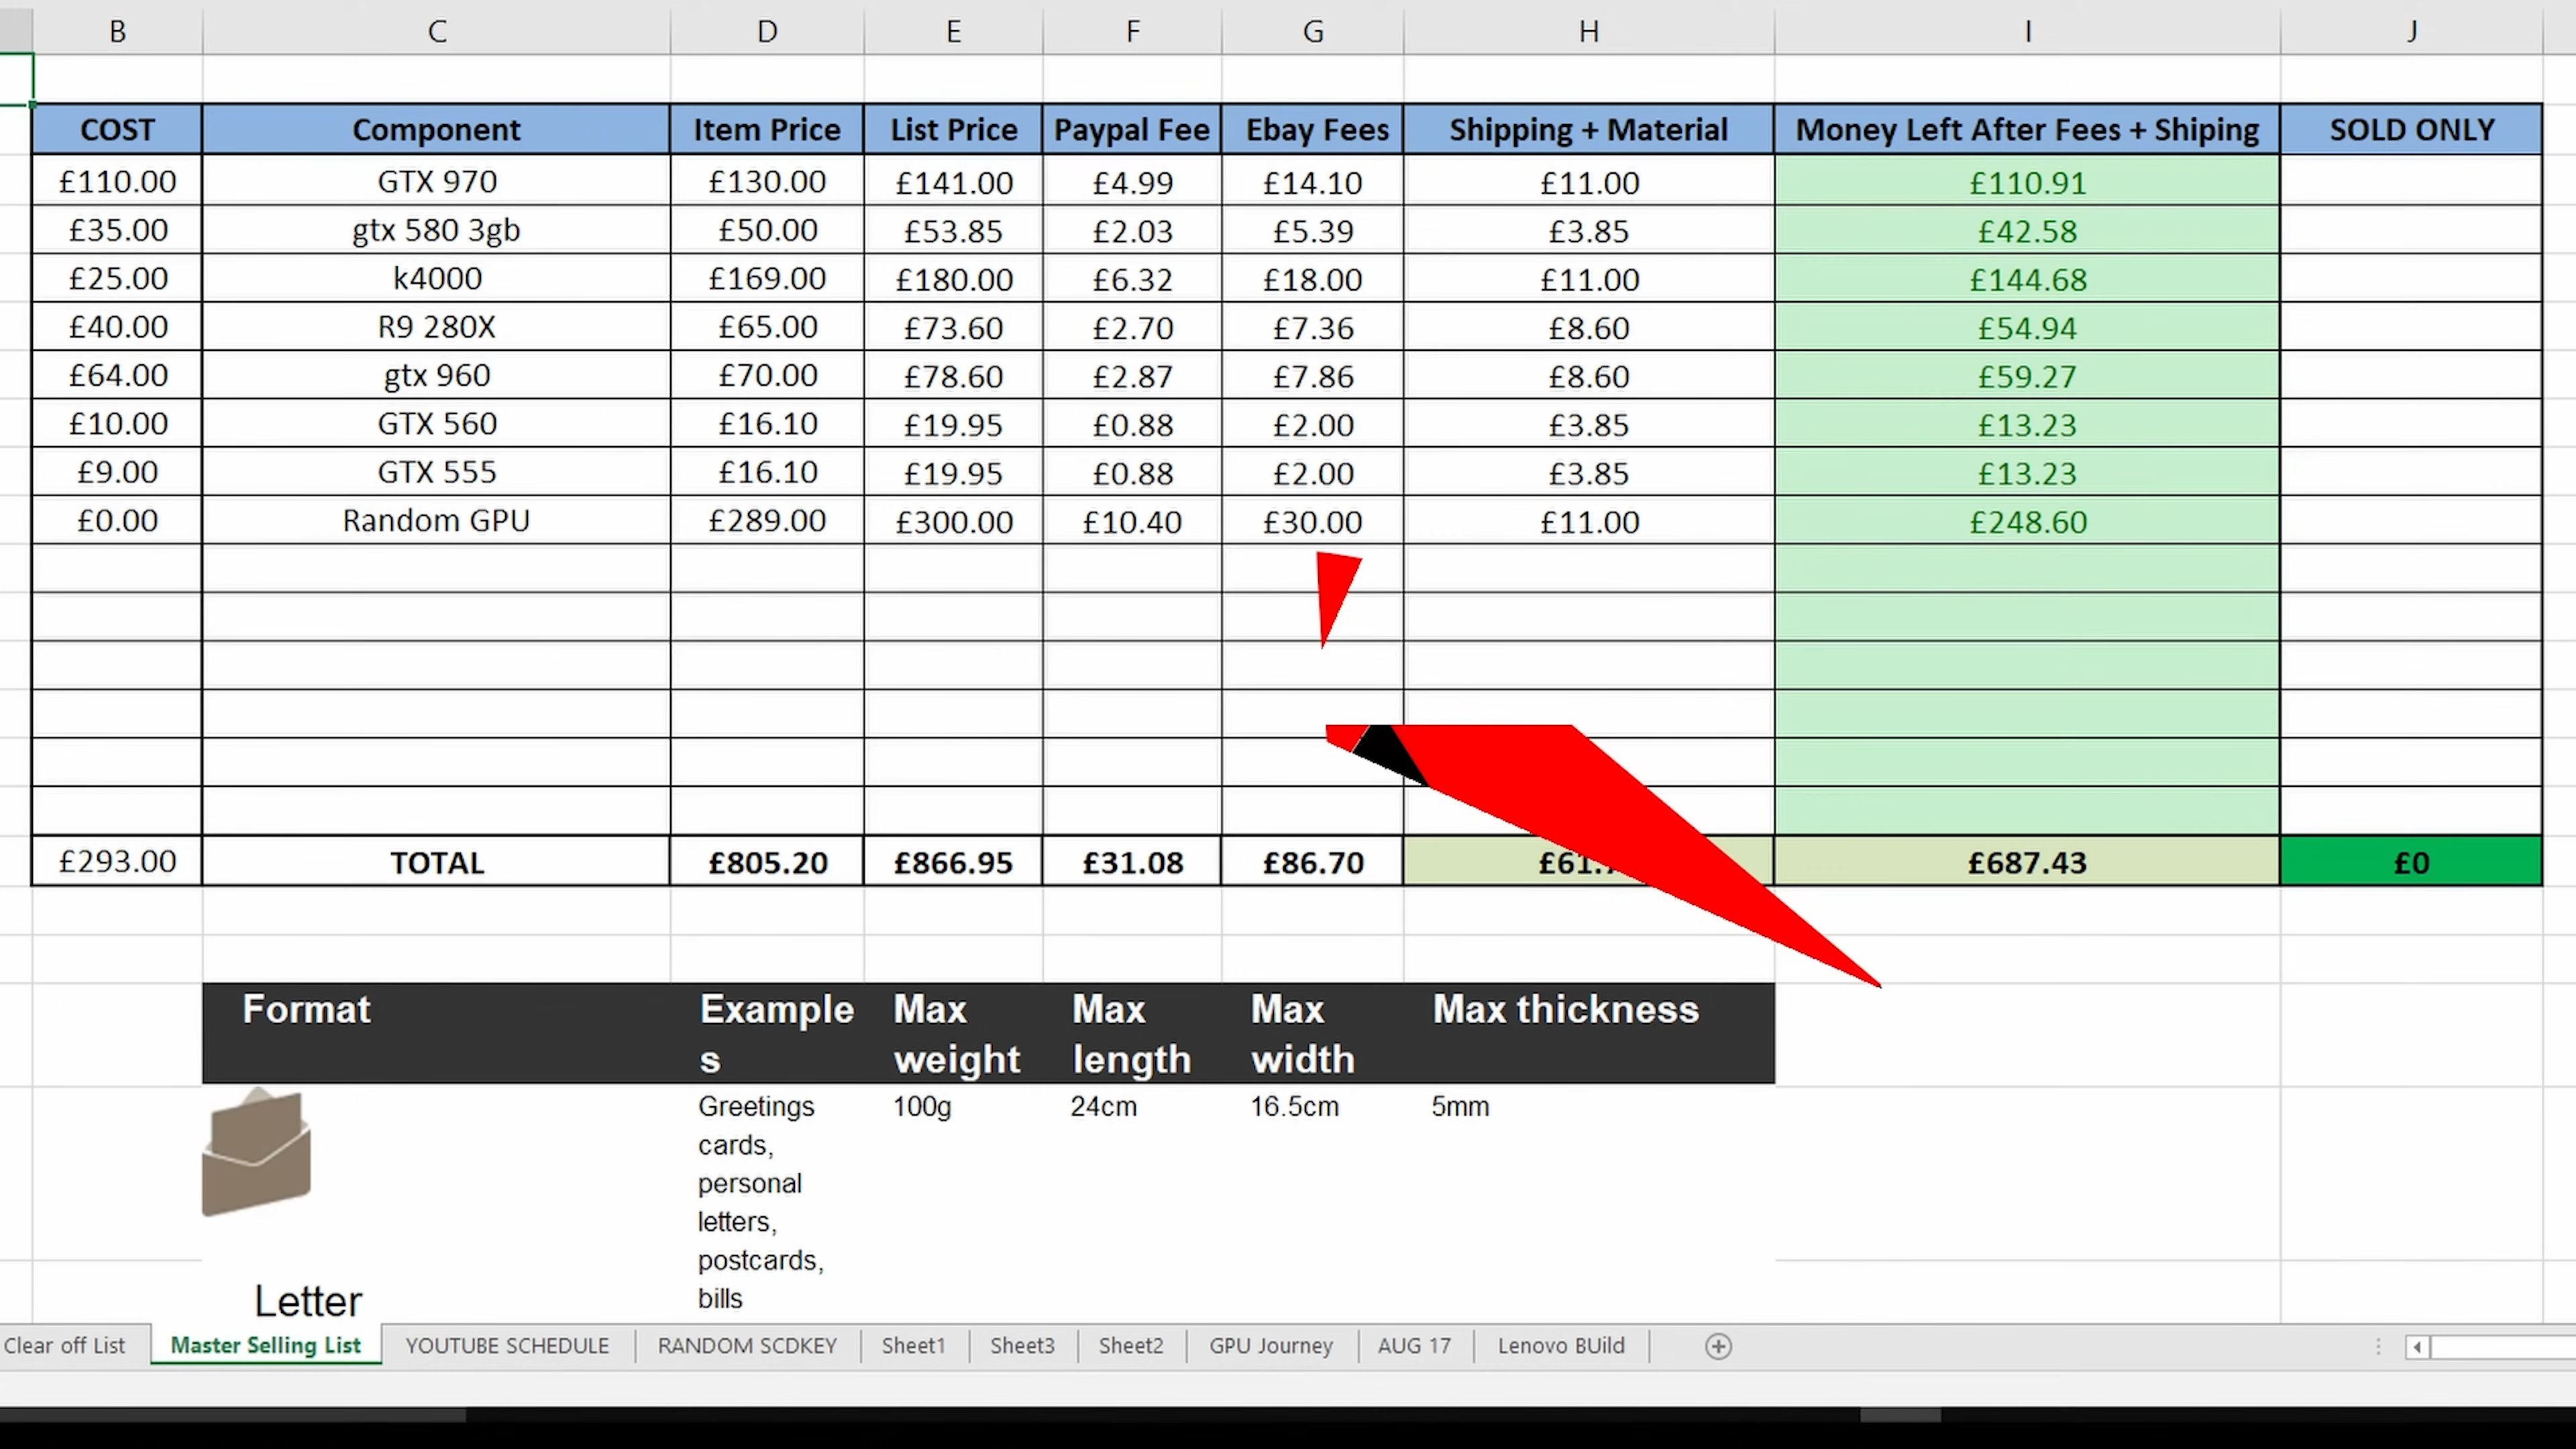 B C D E F G H I J
COST Component Item Price List Price Paypal Fee Ebay Fees Shipping + Material Money Left After Fees + Shiping SOLD ONLY
£110.00 GTX 970 £130.00 £141.00 £4.99 £14.10 £11.00 £110.91
£35.00 gtx 580 3gb £50.00 £53.85 £2.03 £5.39 £3.85 £42.58
£25.00 k4000 £169.00 £180.00 £6.32 £18.00 £11.00 £144.68
£40.00 R9 280X £65.00 £73.60 £2.70 £7.36 £8.60 £54.94
£64.00 gtx 960 £70.00 £78.60 £2.87 £7.86 £8.60 £59.27
£10.00 GTX 560 £16.10 £19.95 £0.88 £2.00 £3.85 £13.23
£9.00 GTX 555 £16.10 £19.95 £0.88 £2.00 £3.85 £13.23
£0.00 Random GPU £289.00 £300.00 £10.40 £30.00 £11.00 £248.60
£293.00 TOTAL £805.20 £866.95 £31.08 £86.70 £687.43 £0
Format Example Max Max Max Max thickness
s weight length width
Greetings 100g 24cm 16.5cm 5mm
cards,
personal
letters,
postcards,
bills
Letter
Clear off List Master Selling List YOUTUBE SCHEDULE RANDOM SCDKEY Sheet1 Sheet3 Sheet2 GPU Journey AUG 17 Lenovo BUild